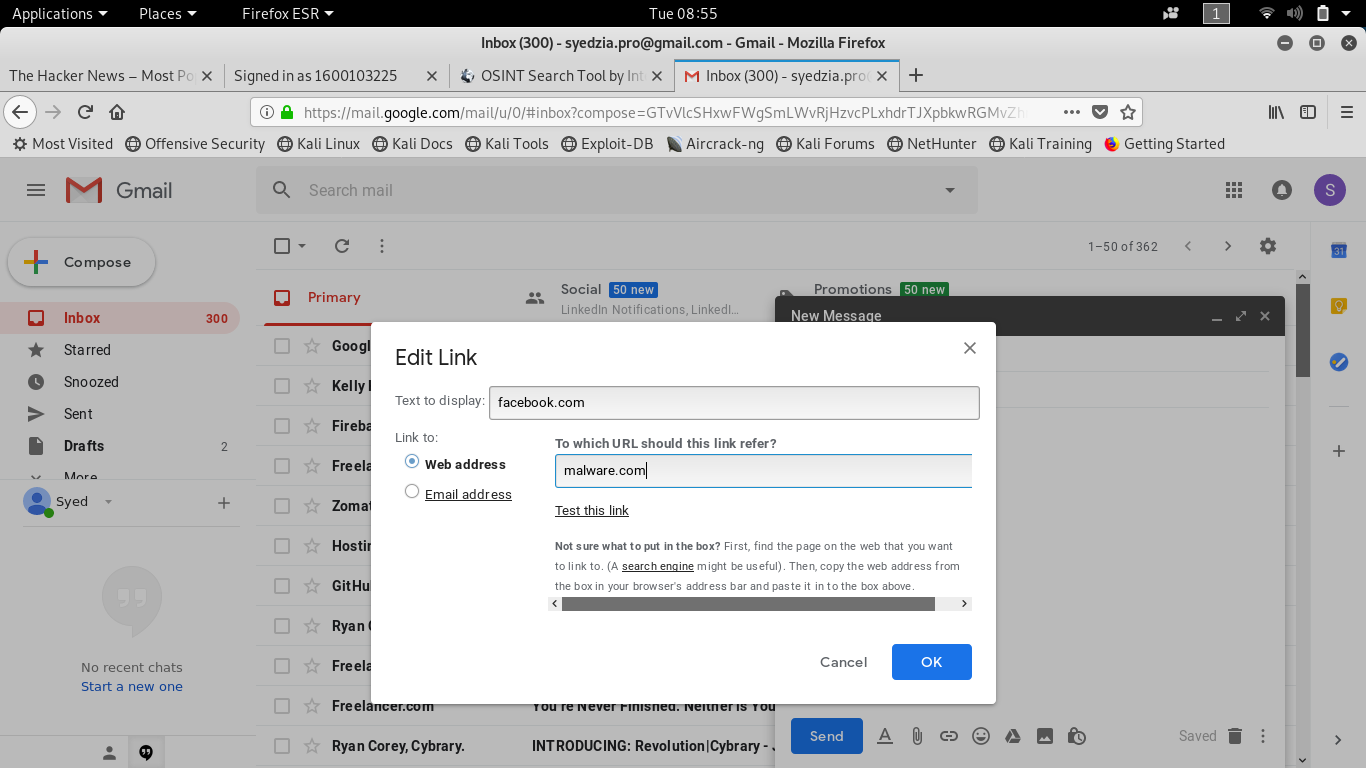 Applications Places Firefox ESR Tue 08:55 1
Inbox (300) - syedzia.pro@gmail.com - Gmail - Mozilla Firefox
The Hacker News — Most Po Signed in as 1600103225 OSINT Search Tool by Int Inbox (300) - syedzia.pro
https://mail.google.com/mail/u/0/#inbox?compose=GTvVlcSHxwFWgSmLWvRjHzvcPLxhdrTJXpbkwRGMvZh
Most Visited Offensive Security Kali Linux Kali Docs Kali Tools Exploit-DB Aircrack-ng Kali Forums NetHunter Kali Training Getting Started
Gmail Search mail S
Compose 1–50 of 362 31
Primary Social 50 new Promotions 50 new
LinkedIn Notifications, LinkedI...
Inbox 300
Starred
Snoozed
Sent
Drafts 2
More
Syed
No recent chats
Start a new one
Googl
Kelly
Fireba
Freela
Zomat
Hostin
GitHu
Ryan
Freela
Freelancer.com You're Never Finished. Neither is You
Ryan Corey, Cybrary. INTRODUCING: Revolution|Cybrary -
New Message
Edit Link
Text to display: facebook.com
Link to:
Web address
Email address
To which URL should this link refer?
malware.com
Test this link
Not sure what to put in the box? First, find the page on the web that you want
to link to. (A search engine might be useful). Then, copy the web address from
the box in your browser's address bar and paste it in to the box above.
Cancel OK
Send Saved